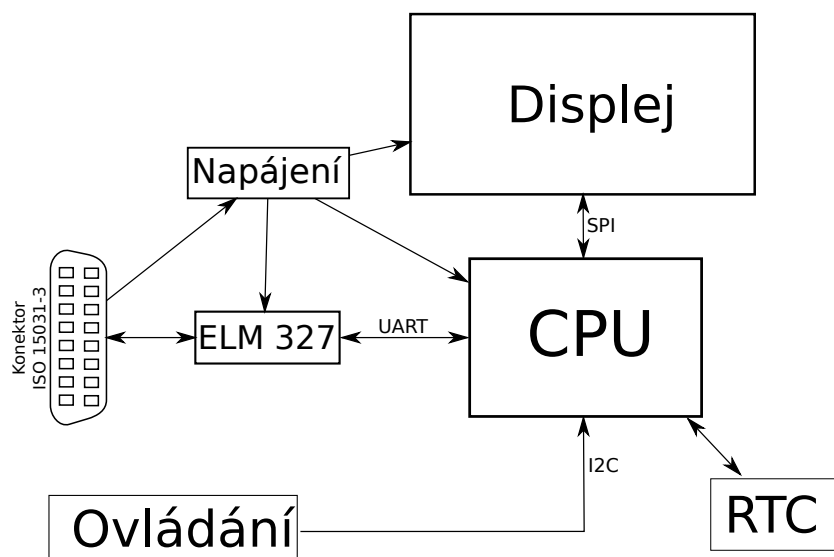 Displej
Napájení
SPI
Konektor
ISO 15031-3
ELM 327
UART
CPU
I2C
Ovládání
RTC